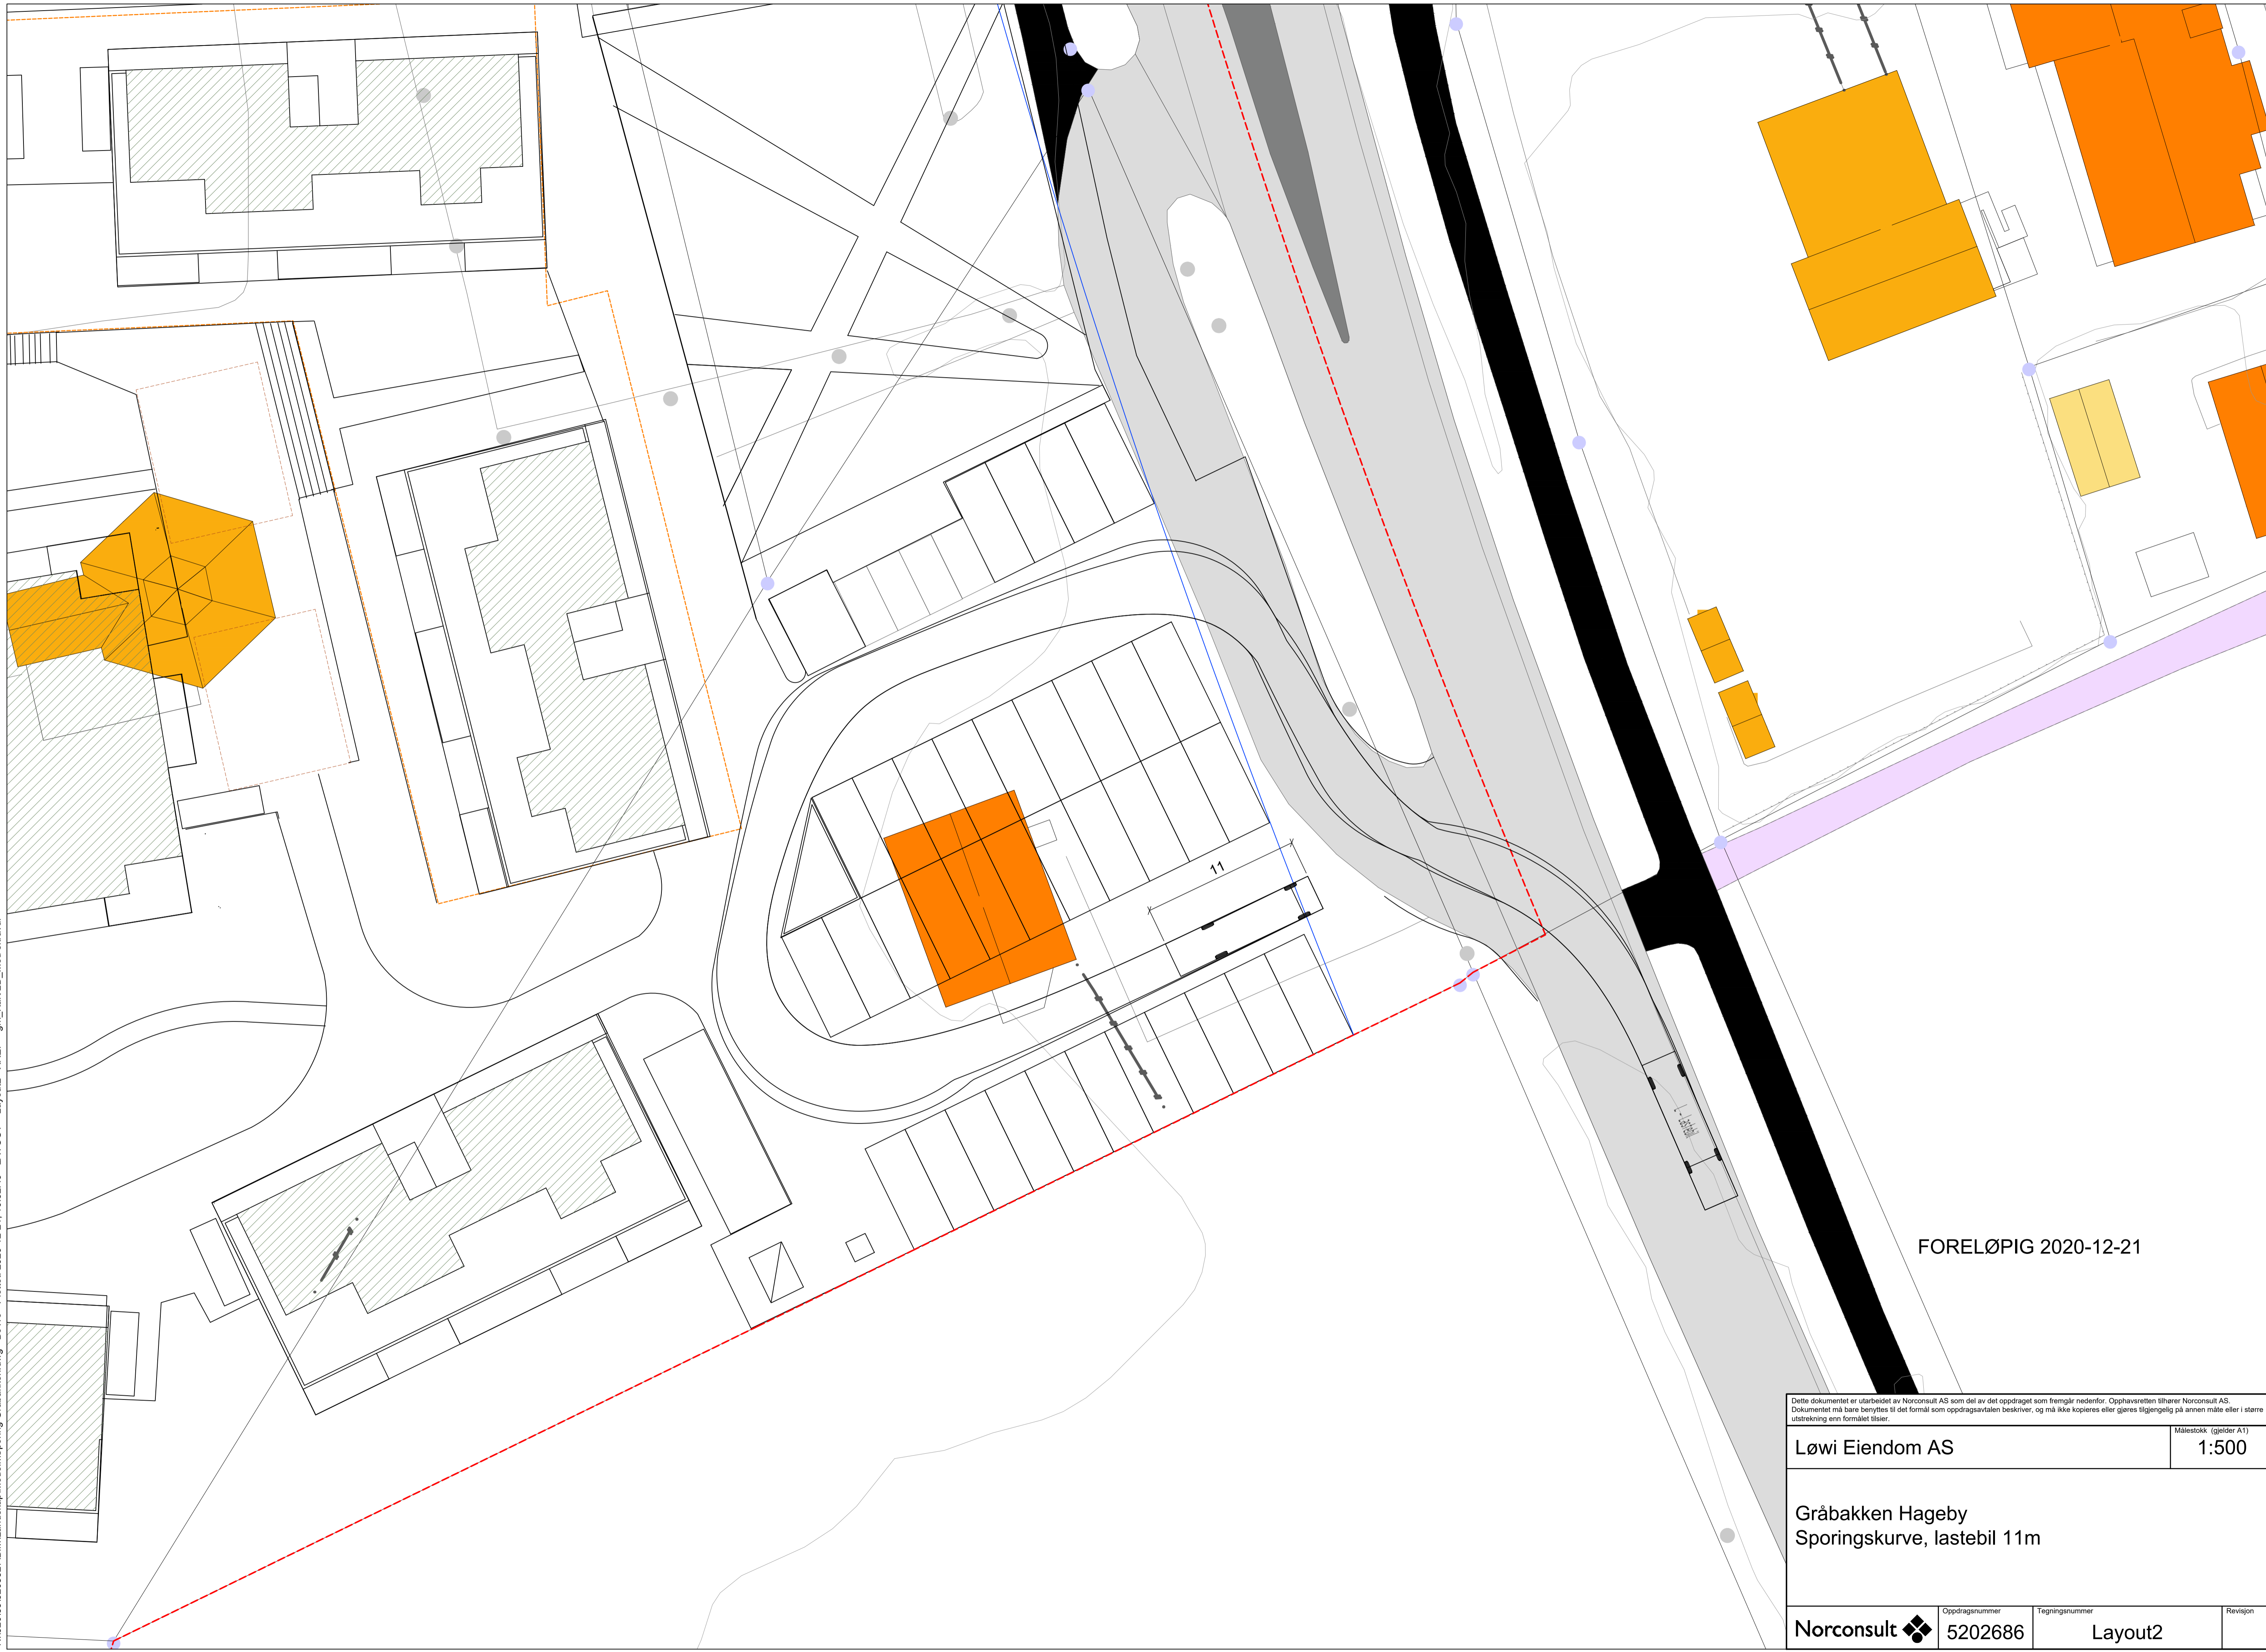 11
FORELØPIG 2020-12-21
Dette dokumentet er utarbeidet av Norconsult AS som del av det oppdraget som fremgår nedenfor. Opphavsretten tilhører Norconsult AS.
Dokumentet må bare benyttes til det formål som oppdragsavtalen beskriver, og må ikke kopieres eller gjøres tilgjengelig på annen måte eller i større
utstrekning enn formålet tilsier.
Løwi Eiendom AS
Målestokk (gjelder A1)
1:500
Gråbakken Hageby
Sporingskurve, lastebil 11m
Norconsult
Oppdragsnummer
5202686
Tegningsnummer
Layout2
Revisjon